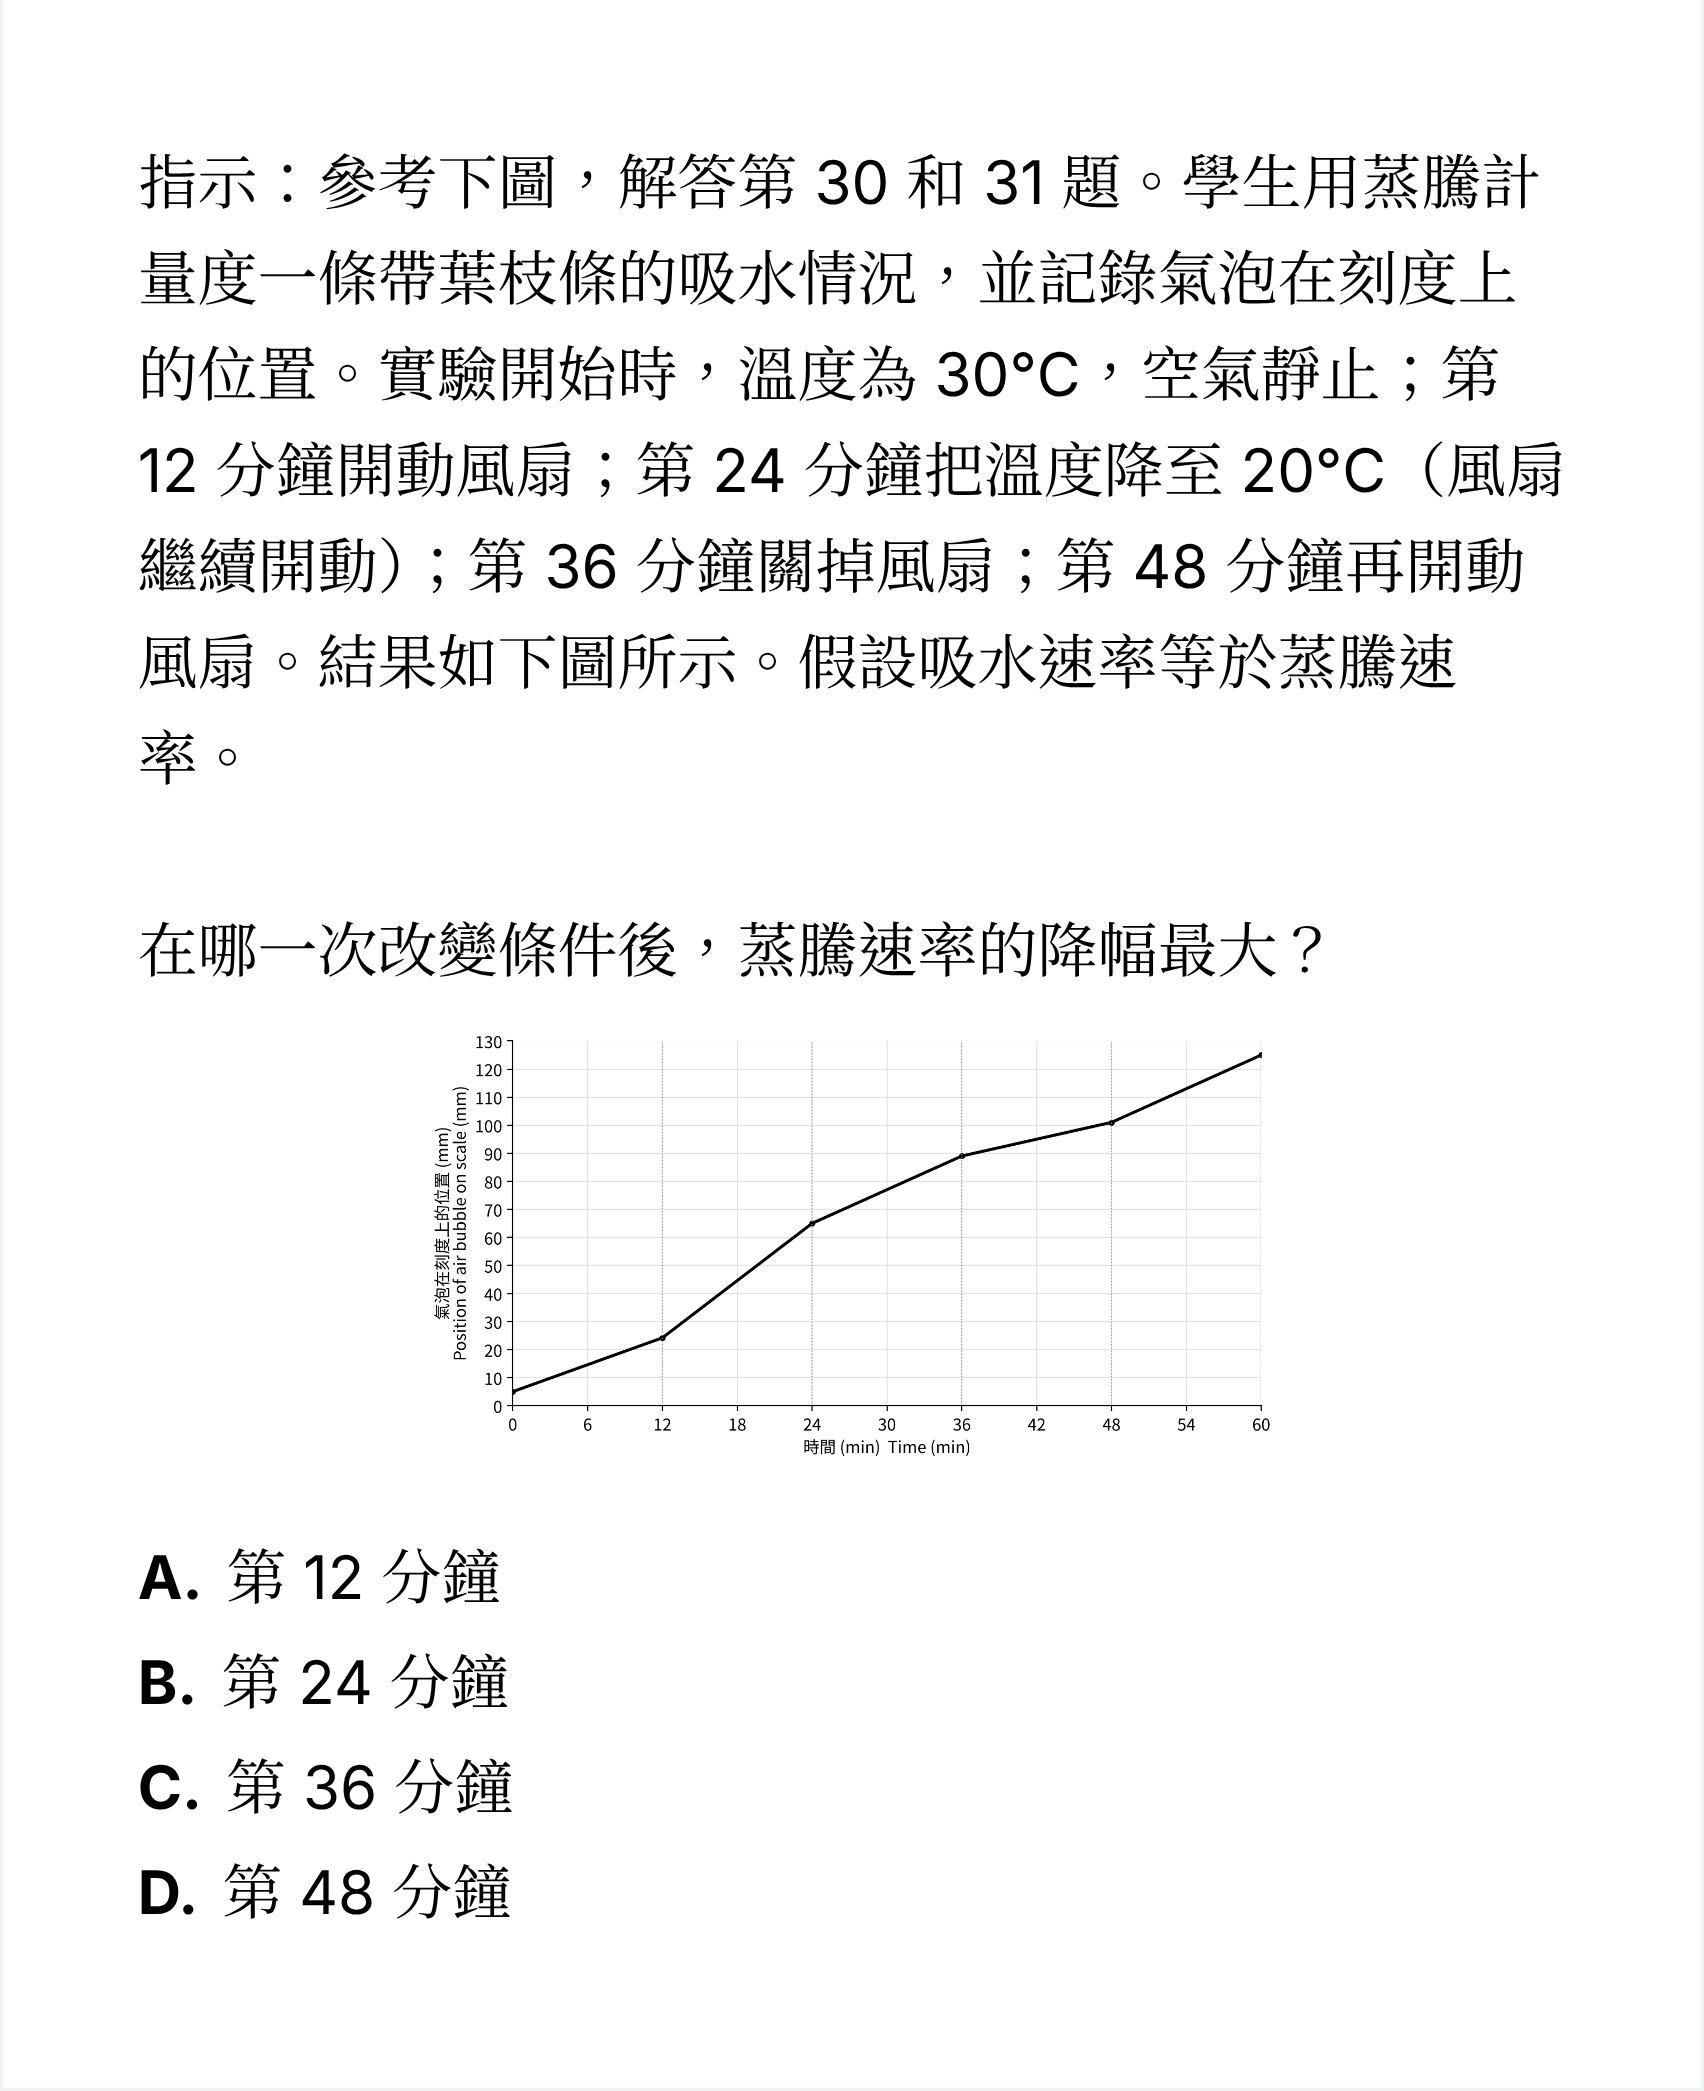 指示：參考下圖，解答第 30 和 31 題。學生用蒸騰計
量度一條帶葉枝條的吸水情況，並記錄氣泡在刻度上
的位置。實驗開始時，溫度為 30°C，空氣靜止；第
12 分鐘開動風扇；第 24 分鐘把溫度降至 20°C（風扇
繼續開動）；第 36 分鐘關掉風扇；第 48 分鐘再開動
風扇。結果如下圖所示。假設吸水速率等於蒸騰速
率。
在哪一次改變條件後，蒸騰速率的降幅最大？
氣泡在刻度上的位置 (mm)
Position of air bubble on scale (mm)
130
120
110
100
90
80
70
60
50
40
30
20
10
0
0 6 12 18 24 30 36 42 48 54 60
時間 (min) Time (min)
A. 第 12 分鐘
B. 第 24 分鐘
C. 第 36 分鐘
D. 第 48 分鐘